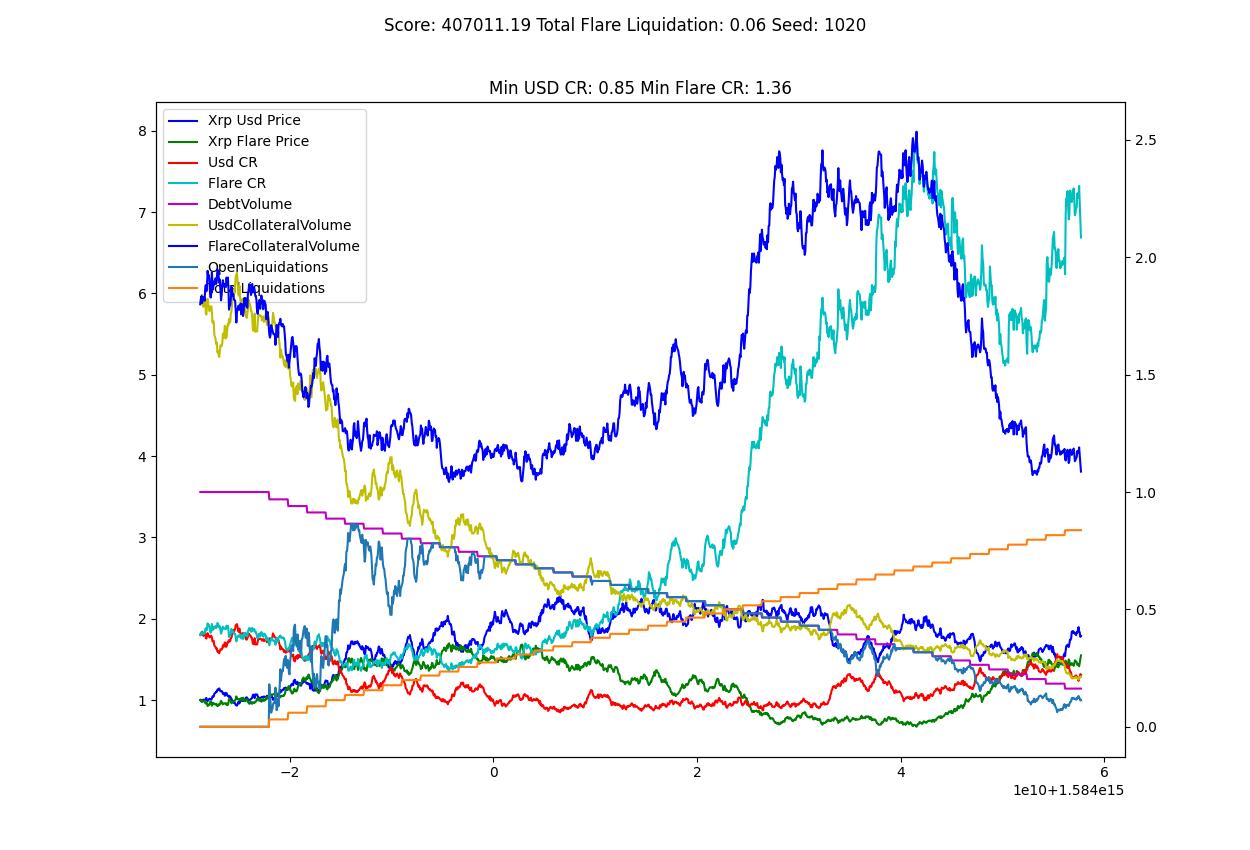 Score: 407011.19 Total Flare Liquidation: 0.06 Seed: 1020
Min USD CR: 0.85 Min Flare CR: 1.36
Xrp Usd Price
Xrp Flare Price
Usd CR
Flare CR
DebtVolume
UsdCollateralVolume
FlareCollateralVolume
OpenLiquidations
Liquidations
8
7
6
5
4
3
2
1
2.5
2.0
1.5
1.0
0.5
0.0
−2 0 2 4 6
1e10+1.584e15